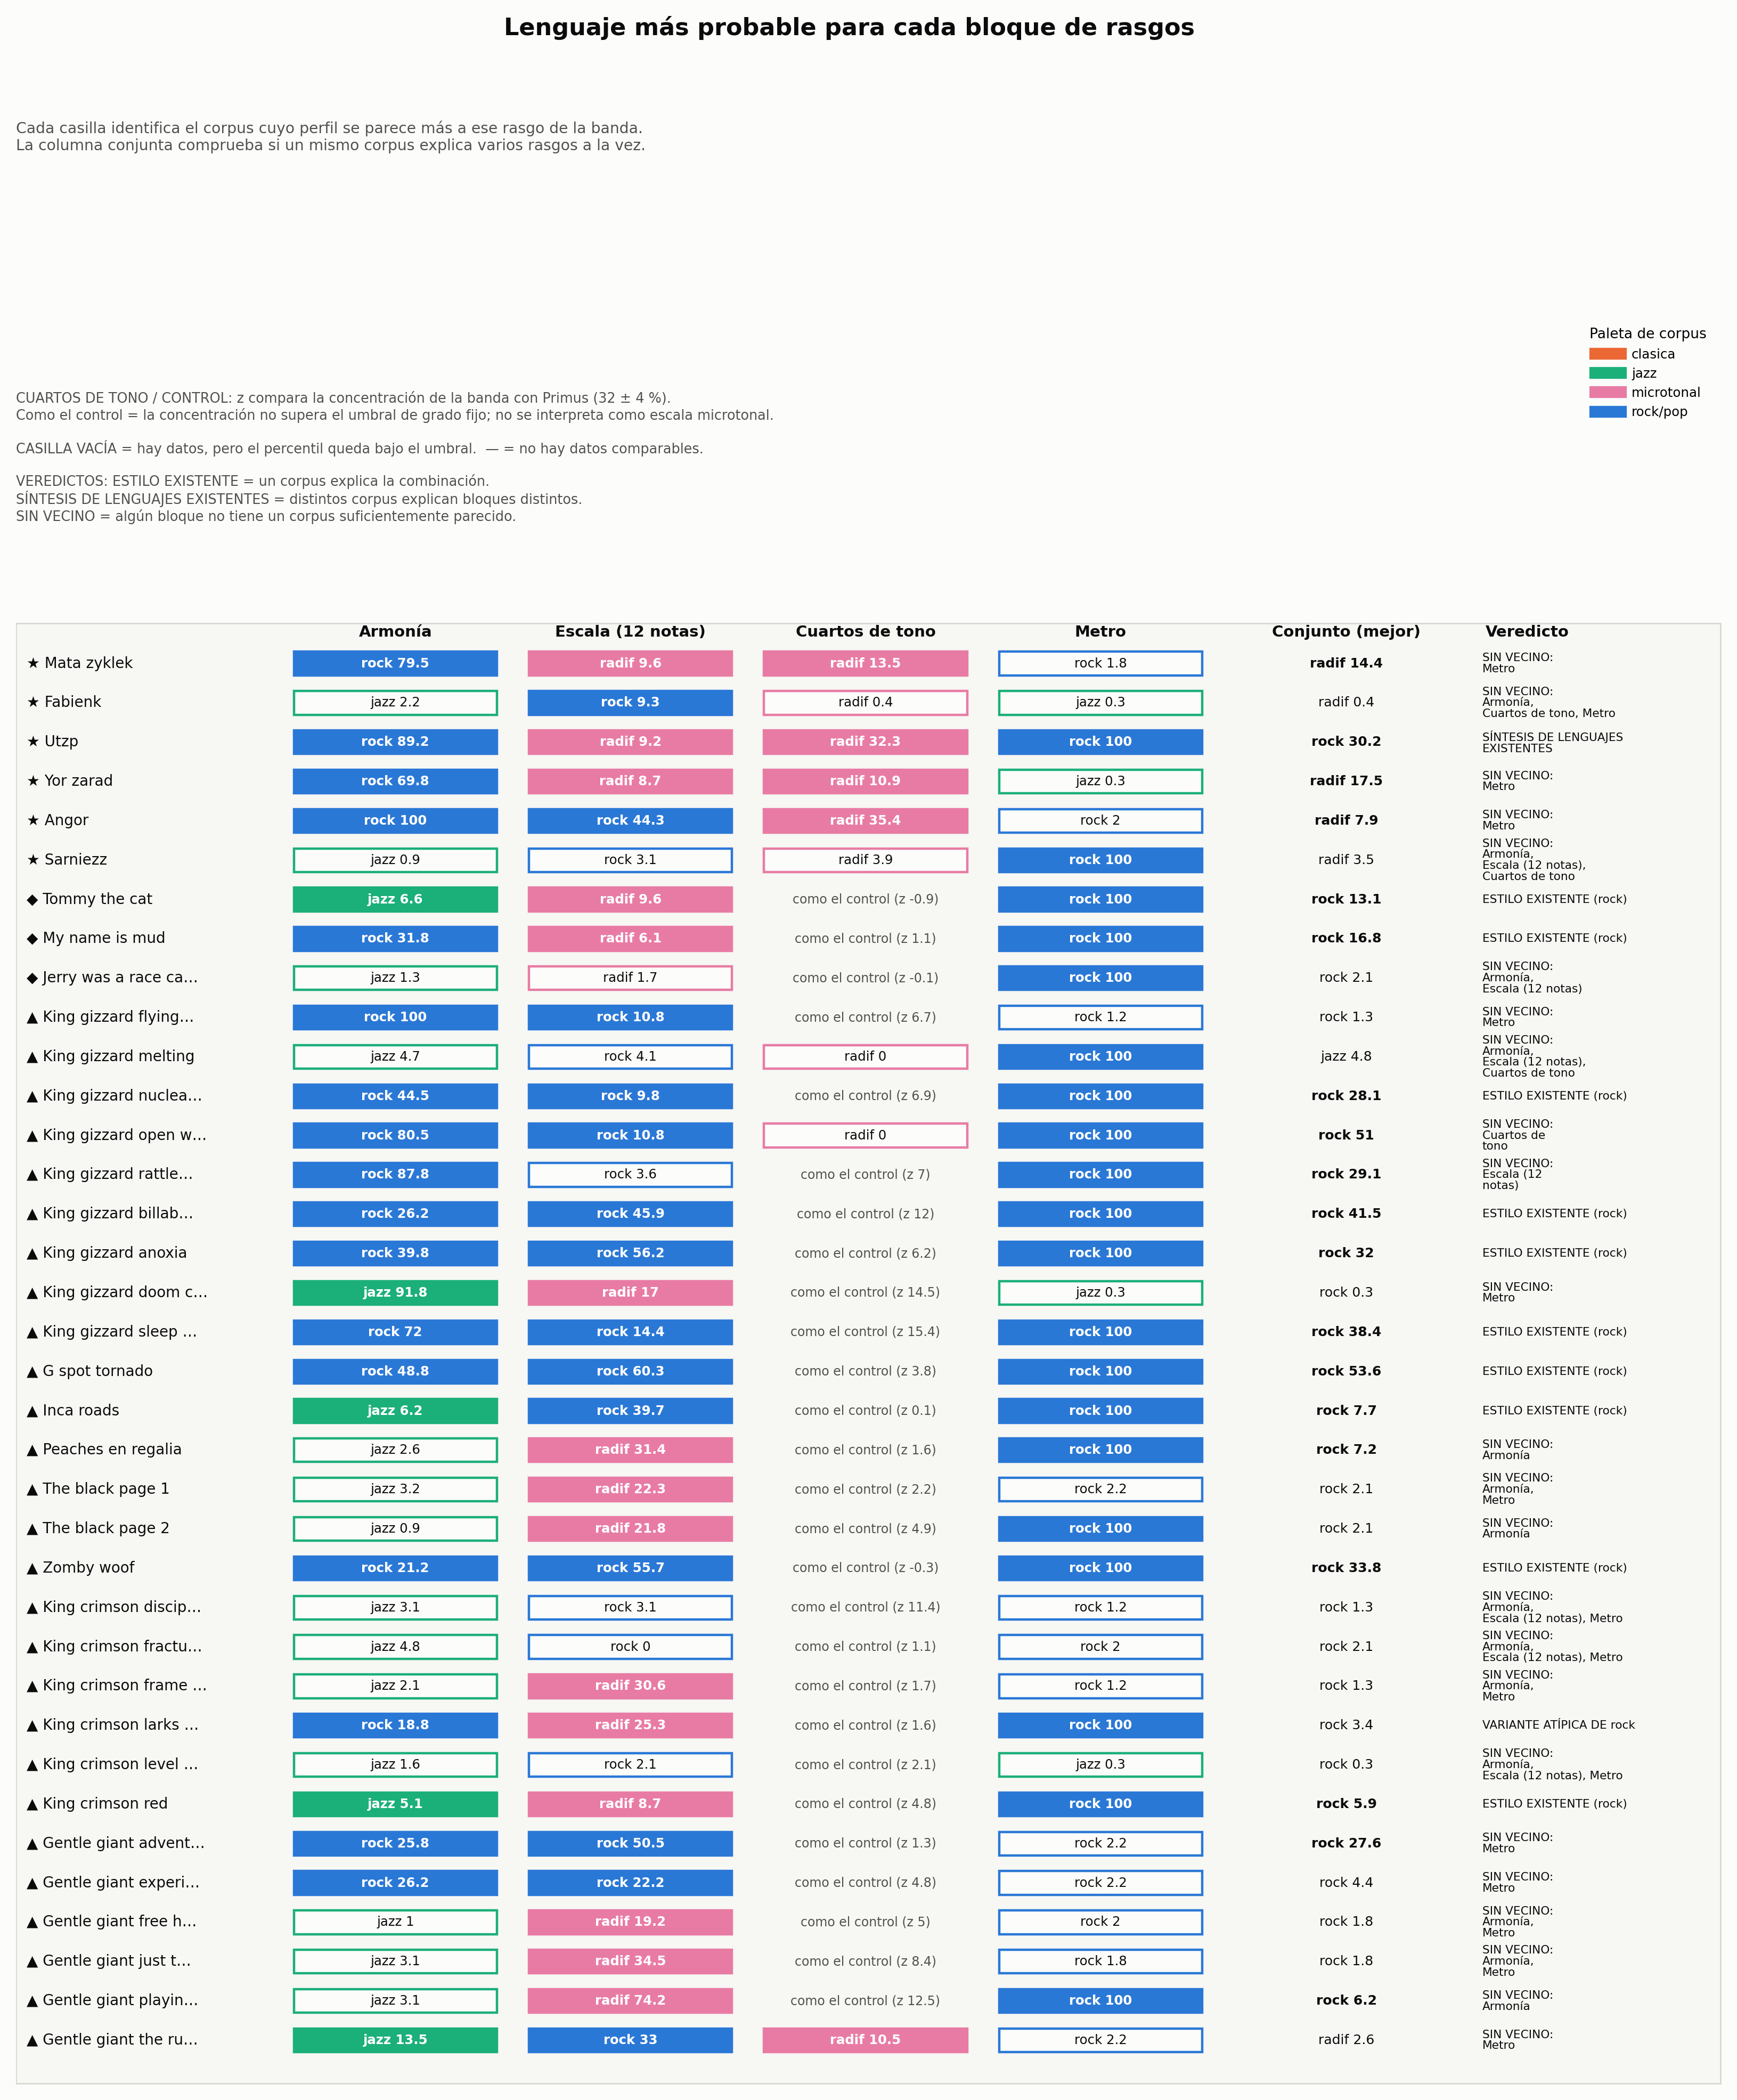 Lenguaje más probable para cada bloque de rasgos
Cada casilla identifica el corpus cuyo perfil se parece más a ese rasgo de la banda.
La columna conjunta comprueba si un mismo corpus explica varios rasgos a la vez.
Paleta de corpus
clasica
jazz
microtonal
rock/pop
CUARTOS DE TONO / CONTROL: z compara la concentración de la banda con Primus (32 ± 4 %).
Como el control = la concentración no supera el umbral de grado fijo; no se interpreta como escala microtonal.
CASILLA VACÍA = hay datos, pero el percentil queda bajo el umbral.  — = no hay datos comparables.
VEREDICTOS: ESTILO EXISTENTE = un corpus explica la combinación.
SÍNTESIS DE LENGUAJES EXISTENTES = distintos corpus explican bloques distintos.
SIN VECINO = algún bloque no tiene un corpus suficientemente parecido.
Armonía Escala (12 notas) Cuartos de tono Metro Conjunto (mejor) Veredicto
★ Mata zyklek rock 79.5 radif 9.6 radif 13.5 rock 1.8 radif 14.4 SIN VECINO:
Metro
★ Fabienk jazz 2.2 rock 9.3 radif 0.4 jazz 0.3 radif 0.4 SIN VECINO:
Armonía,
Cuartos de tono, Metro
★ Utzp rock 89.2 radif 9.2 radif 32.3 rock 100 rock 30.2 SÍNTESIS DE LENGUAJES
EXISTENTES
★ Yor zarad rock 69.8 radif 8.7 radif 10.9 jazz 0.3 radif 17.5 SIN VECINO:
Metro
★ Angor rock 100 rock 44.3 radif 35.4 rock 2 radif 7.9 SIN VECINO:
Metro
★ Sarniezz jazz 0.9 rock 3.1 radif 3.9 rock 100 radif 3.5 SIN VECINO:
Armonía,
Escala (12 notas),
Cuartos de tono
◆ Tommy the cat jazz 6.6 radif 9.6 como el control (z -0.9) rock 100 rock 13.1 ESTILO EXISTENTE (rock)
◆ My name is mud rock 31.8 radif 6.1 como el control (z 1.1) rock 100 rock 16.8 ESTILO EXISTENTE (rock)
◆ Jerry was a race ca… jazz 1.3 radif 1.7 como el control (z -0.1) rock 100 rock 2.1 SIN VECINO:
Armonía,
Escala (12 notas)
▲ King gizzard flying… rock 100 rock 10.8 como el control (z 6.7) rock 1.2 rock 1.3 SIN VECINO:
Metro
▲ King gizzard melting jazz 4.7 rock 4.1 radif 0 rock 100 jazz 4.8 SIN VECINO:
Armonía,
Escala (12 notas),
Cuartos de tono
▲ King gizzard nuclea… rock 44.5 rock 9.8 como el control (z 6.9) rock 100 rock 28.1 ESTILO EXISTENTE (rock)
▲ King gizzard open w… rock 80.5 rock 10.8 radif 0 rock 100 rock 51 SIN VECINO:
Cuartos de
tono
▲ King gizzard rattle… rock 87.8 rock 3.6 como el control (z 7) rock 100 rock 29.1 SIN VECINO:
Escala (12
notas)
▲ King gizzard billab… rock 26.2 rock 45.9 como el control (z 12) rock 100 rock 41.5 ESTILO EXISTENTE (rock)
▲ King gizzard anoxia rock 39.8 rock 56.2 como el control (z 6.2) rock 100 rock 32 ESTILO EXISTENTE (rock)
▲ King gizzard doom c… jazz 91.8 radif 17 como el control (z 14.5) jazz 0.3 rock 0.3 SIN VECINO:
Metro
▲ King gizzard sleep … rock 72 rock 14.4 como el control (z 15.4) rock 100 rock 38.4 ESTILO EXISTENTE (rock)
▲ G spot tornado rock 48.8 rock 60.3 como el control (z 3.8) rock 100 rock 53.6 ESTILO EXISTENTE (rock)
▲ Inca roads jazz 6.2 rock 39.7 como el control (z 0.1) rock 100 rock 7.7 ESTILO EXISTENTE (rock)
▲ Peaches en regalia jazz 2.6 radif 31.4 como el control (z 1.6) rock 100 rock 7.2 SIN VECINO:
Armonía
▲ The black page 1 jazz 3.2 radif 22.3 como el control (z 2.2) rock 2.2 rock 2.1 SIN VECINO:
Armonía,
Metro
▲ The black page 2 jazz 0.9 radif 21.8 como el control (z 4.9) rock 100 rock 2.1 SIN VECINO:
Armonía
▲ Zomby woof rock 21.2 rock 55.7 como el control (z -0.3) rock 100 rock 33.8 ESTILO EXISTENTE (rock)
▲ King crimson discip… jazz 3.1 rock 3.1 como el control (z 11.4) rock 1.2 rock 1.3 SIN VECINO:
Armonía,
Escala (12 notas), Metro
▲ King crimson fractu… jazz 4.8 rock 0 como el control (z 1.1) rock 2 rock 2.1 SIN VECINO:
Armonía,
Escala (12 notas), Metro
▲ King crimson frame … jazz 2.1 radif 30.6 como el control (z 1.7) rock 1.2 rock 1.3 SIN VECINO:
Armonía,
Metro
▲ King crimson larks … rock 18.8 radif 25.3 como el control (z 1.6) rock 100 rock 3.4 VARIANTE ATÍPICA DE rock
▲ King crimson level … jazz 1.6 rock 2.1 como el control (z 2.1) jazz 0.3 rock 0.3 SIN VECINO:
Armonía,
Escala (12 notas), Metro
▲ King crimson red jazz 5.1 radif 8.7 como el control (z 4.8) rock 100 rock 5.9 ESTILO EXISTENTE (rock)
▲ Gentle giant advent… rock 25.8 rock 50.5 como el control (z 1.3) rock 2.2 rock 27.6 SIN VECINO:
Metro
▲ Gentle giant experi… rock 26.2 rock 22.2 como el control (z 4.8) rock 2.2 rock 4.4 SIN VECINO:
Metro
▲ Gentle giant free h… jazz 1 radif 19.2 como el control (z 5) rock 2 rock 1.8 SIN VECINO:
Armonía,
Metro
▲ Gentle giant just t… jazz 3.1 radif 34.5 como el control (z 8.4) rock 1.8 rock 1.8 SIN VECINO:
Armonía,
Metro
▲ Gentle giant playin… jazz 3.1 radif 74.2 como el control (z 12.5) rock 100 rock 6.2 SIN VECINO:
Armonía
▲ Gentle giant the ru… jazz 13.5 rock 33 radif 10.5 rock 2.2 radif 2.6 SIN VECINO:
Metro